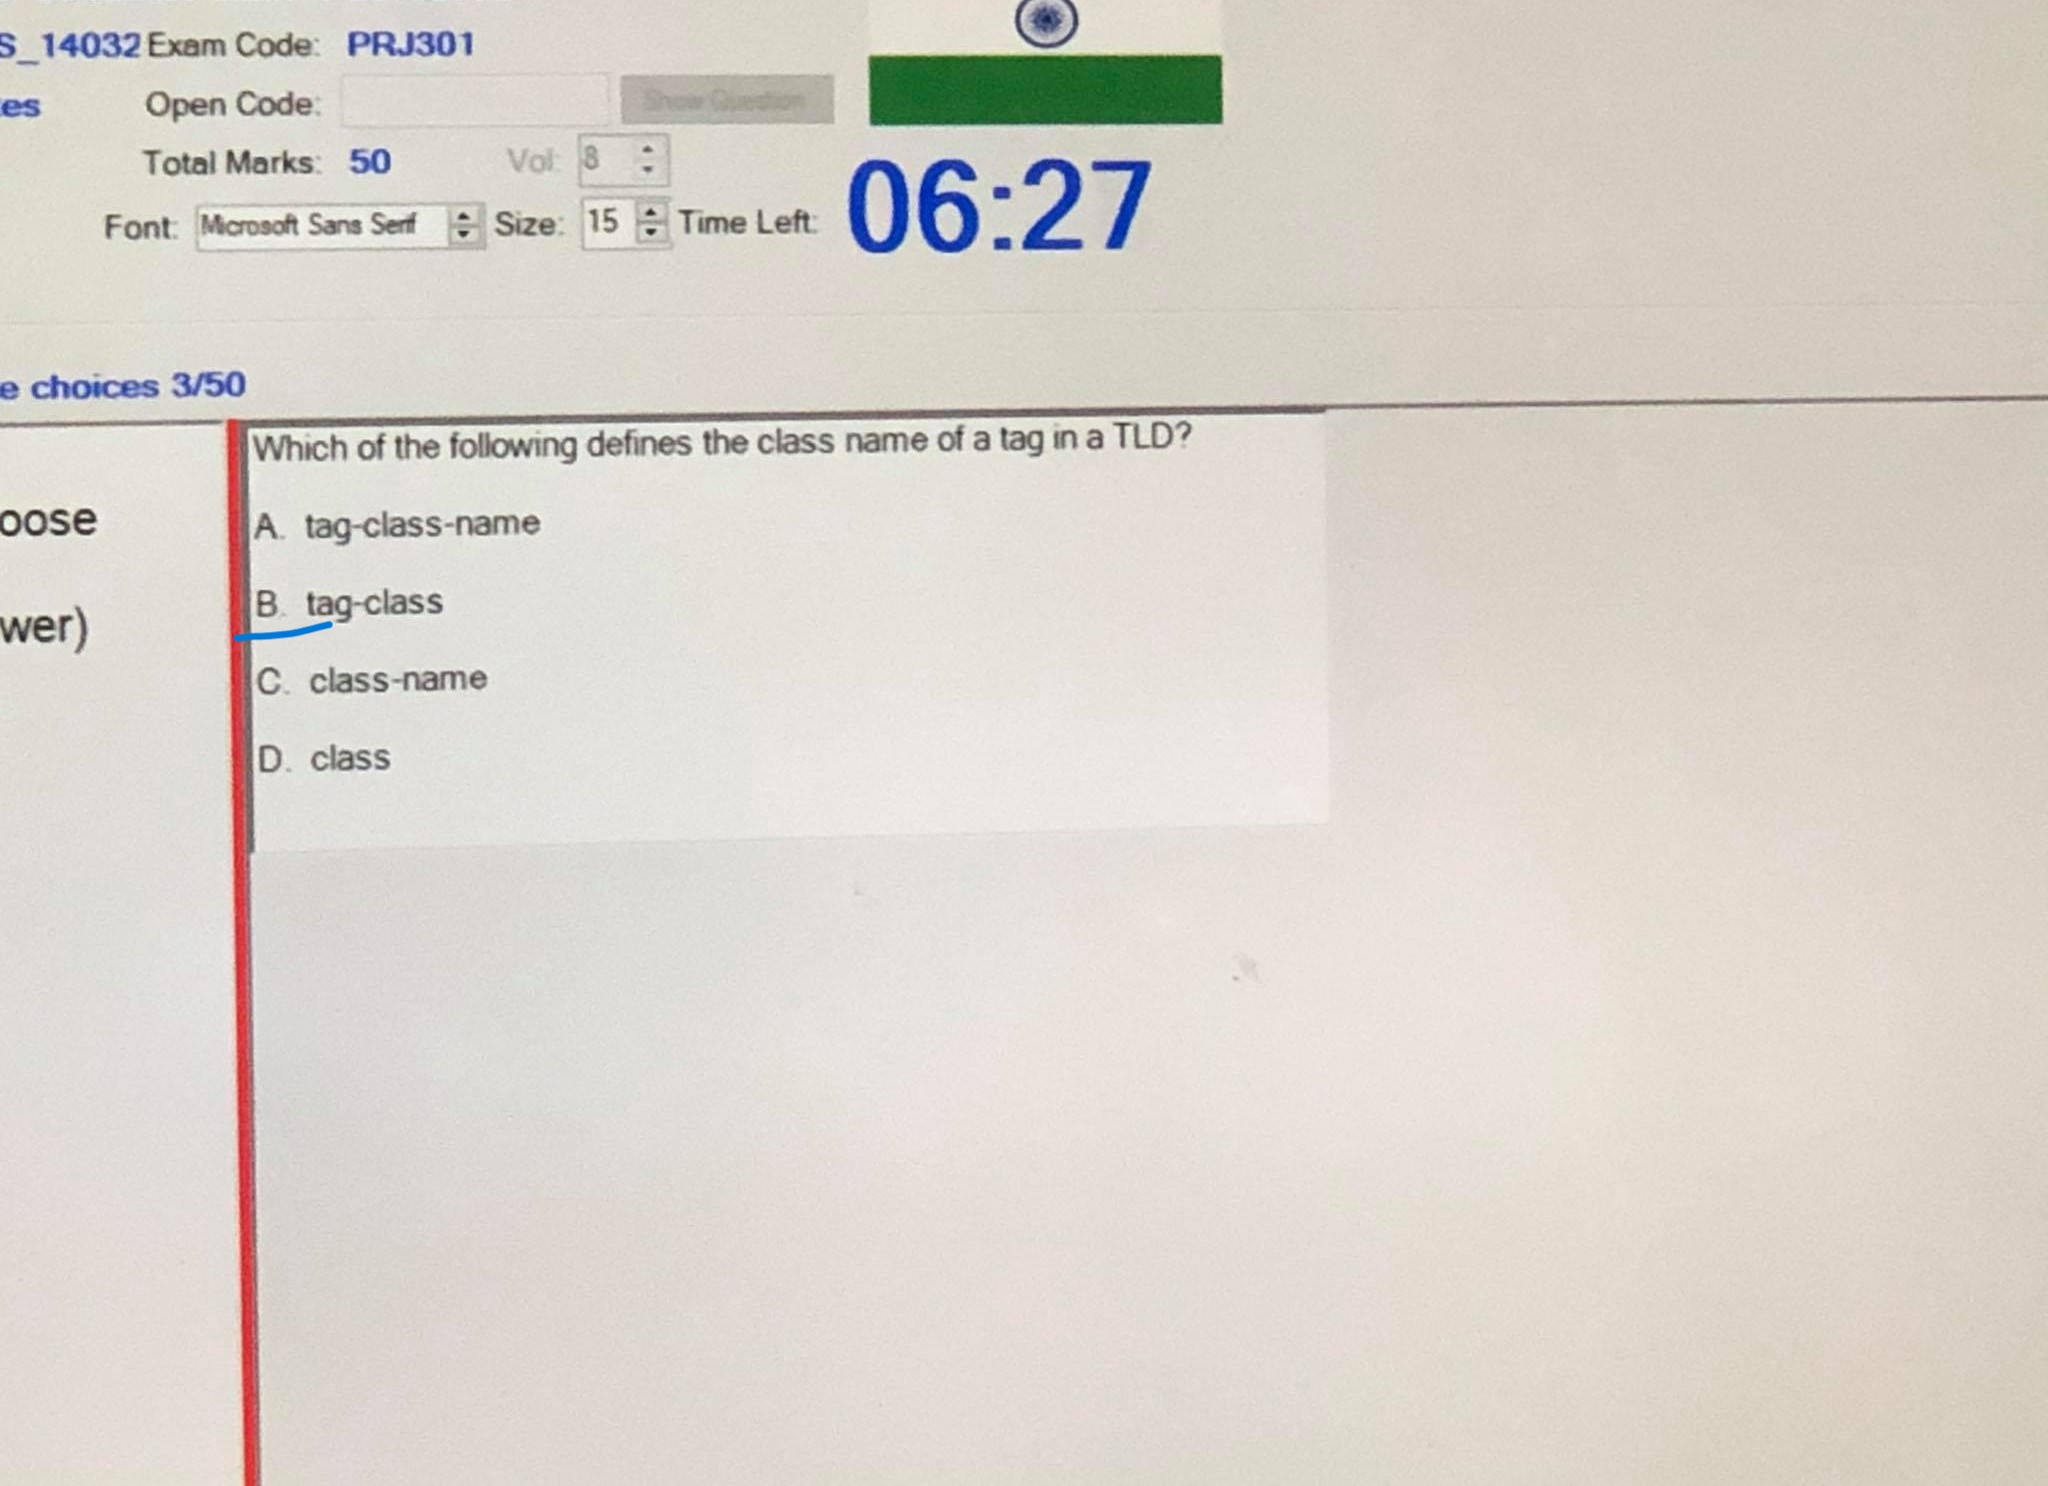 S_14032 Exam Code: PRJ301
es Open Code: Show Question
Total Marks: 50 Vol: 8
Font: Microsoft Sans Serif Size: 15 Time Left: 06:27
e choices 3/50
Which of the following defines the class name of a tag in a TLD?
oose
A. tag-class-name
B. tag-class
wer)
C. class-name
D. class